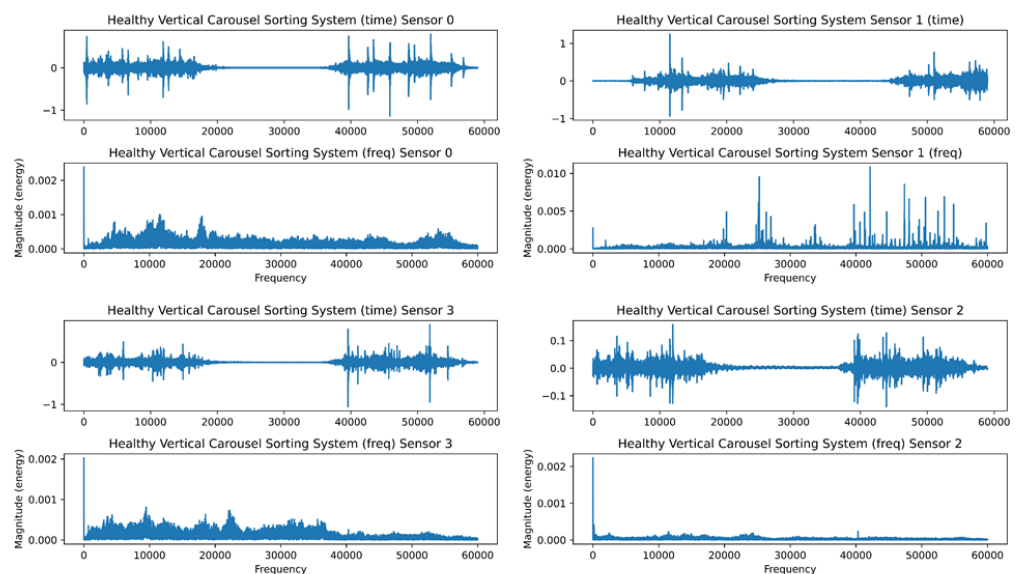 Healthy Vertical Carousel Sorting System (time) Sensor 0
0
−1
0 10000 20000 30000 40000 50000 60000
Healthy Vertical Carousel Sorting System (freq) Sensor 0
Magnitude (energy)
0.002
0.001
0.000
0 10000 20000 30000 40000 50000 60000
Frequency
Healthy Vertical Carousel Sorting System Sensor 1 (time)
1
0
−1
0 10000 20000 30000 40000 50000 60000
Healthy Vertical Carousel Sorting System Sensor 1 (freq)
Magnitude (energy)
0.010
0.005
0.000
0 10000 20000 30000 40000 50000 60000
Frequency
Healthy Vertical Carousel Sorting System (time) Sensor 3
0
−1
0 10000 20000 30000 40000 50000 60000
Healthy Vertical Carousel Sorting System (freq) Sensor 3
Magnitude (energy)
0.002
0.001
0.000
0 10000 20000 30000 40000 50000 60000
Frequency
Healthy Vertical Carousel Sorting System (time) Sensor 2
0.1
0.0
−0.1
0 10000 20000 30000 40000 50000 60000
Healthy Vertical Carousel Sorting System (freq) Sensor 2
Magnitude (energy)
0.002
0.001
0.000
0 10000 20000 30000 40000 50000 60000
Frequency